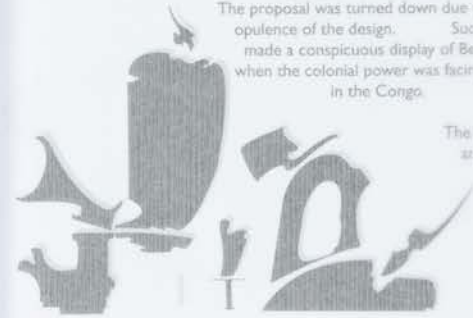 The proposal was turned down due
opulence of the design. Suc
made a conspicuous display of Be
when the colonial power was facin
in the Congo.
The
ar